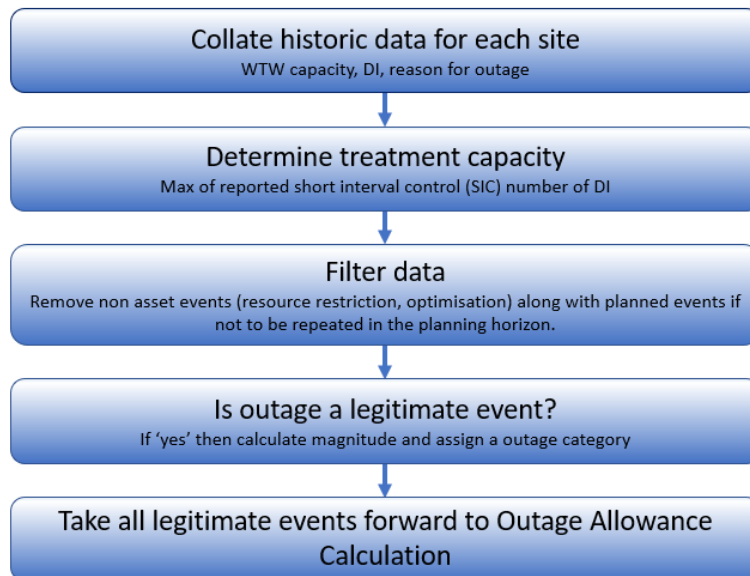 Collate historic data for each site
WTW capacity, DI, reason for outage
Determine treatment capacity
Max of reported short interval control (SIC) number of DI
Filter data
Remove non asset events (resource restriction, optimisation) along with planned events if
not to be repeated in the planning horizon.
Is outage a legitimate event?
If ‘yes’ then calculate magnitude and assign a outage category
Take all legitimate events forward to Outage Allowance
Calculation